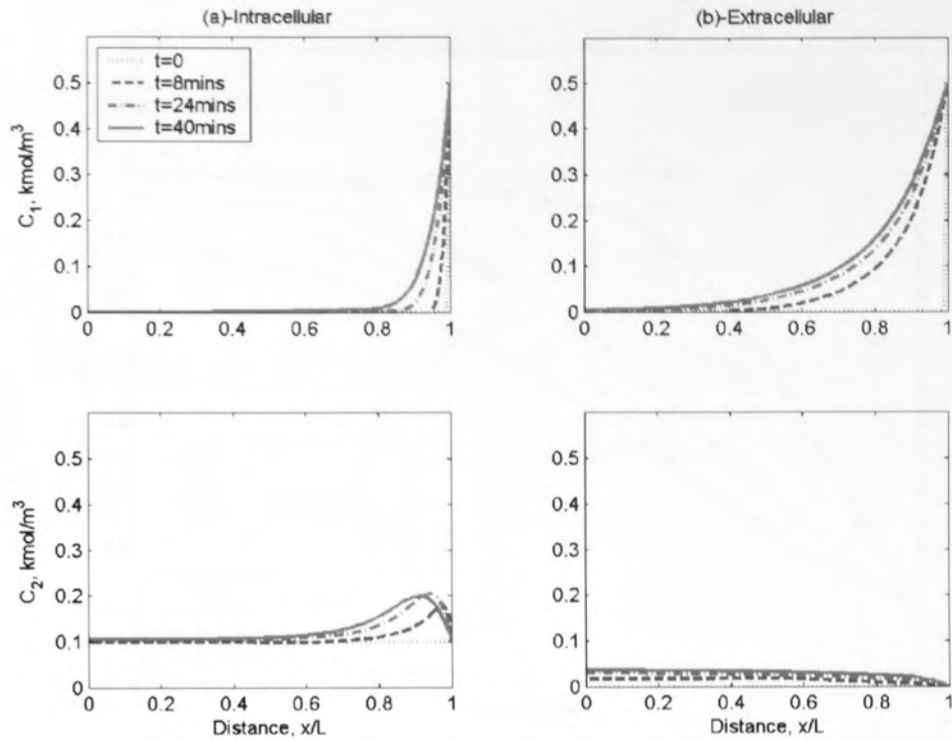 (a)-Intracellular
(b)-Extracellular
t=0
t=8mins
t=24mins
t=40mins
C1, kmol/m3
0.5
0.4
0.3
0.2
0.1
0
0 0.2 0.4 0.6 0.8 1
0.5
0.4
0.3
0.2
0.1
0
0 0.2 0.4 0.6 0.8 1
C2, kmol/m3
0.5
0.4
0.3
0.2
0.1
0
0 0.2 0.4 0.6 0.8 1
Distance, x/L
0.5
0.4
0.3
0.2
0.1
0
0 0.2 0.4 0.6 0.8 1
Distance, x/L